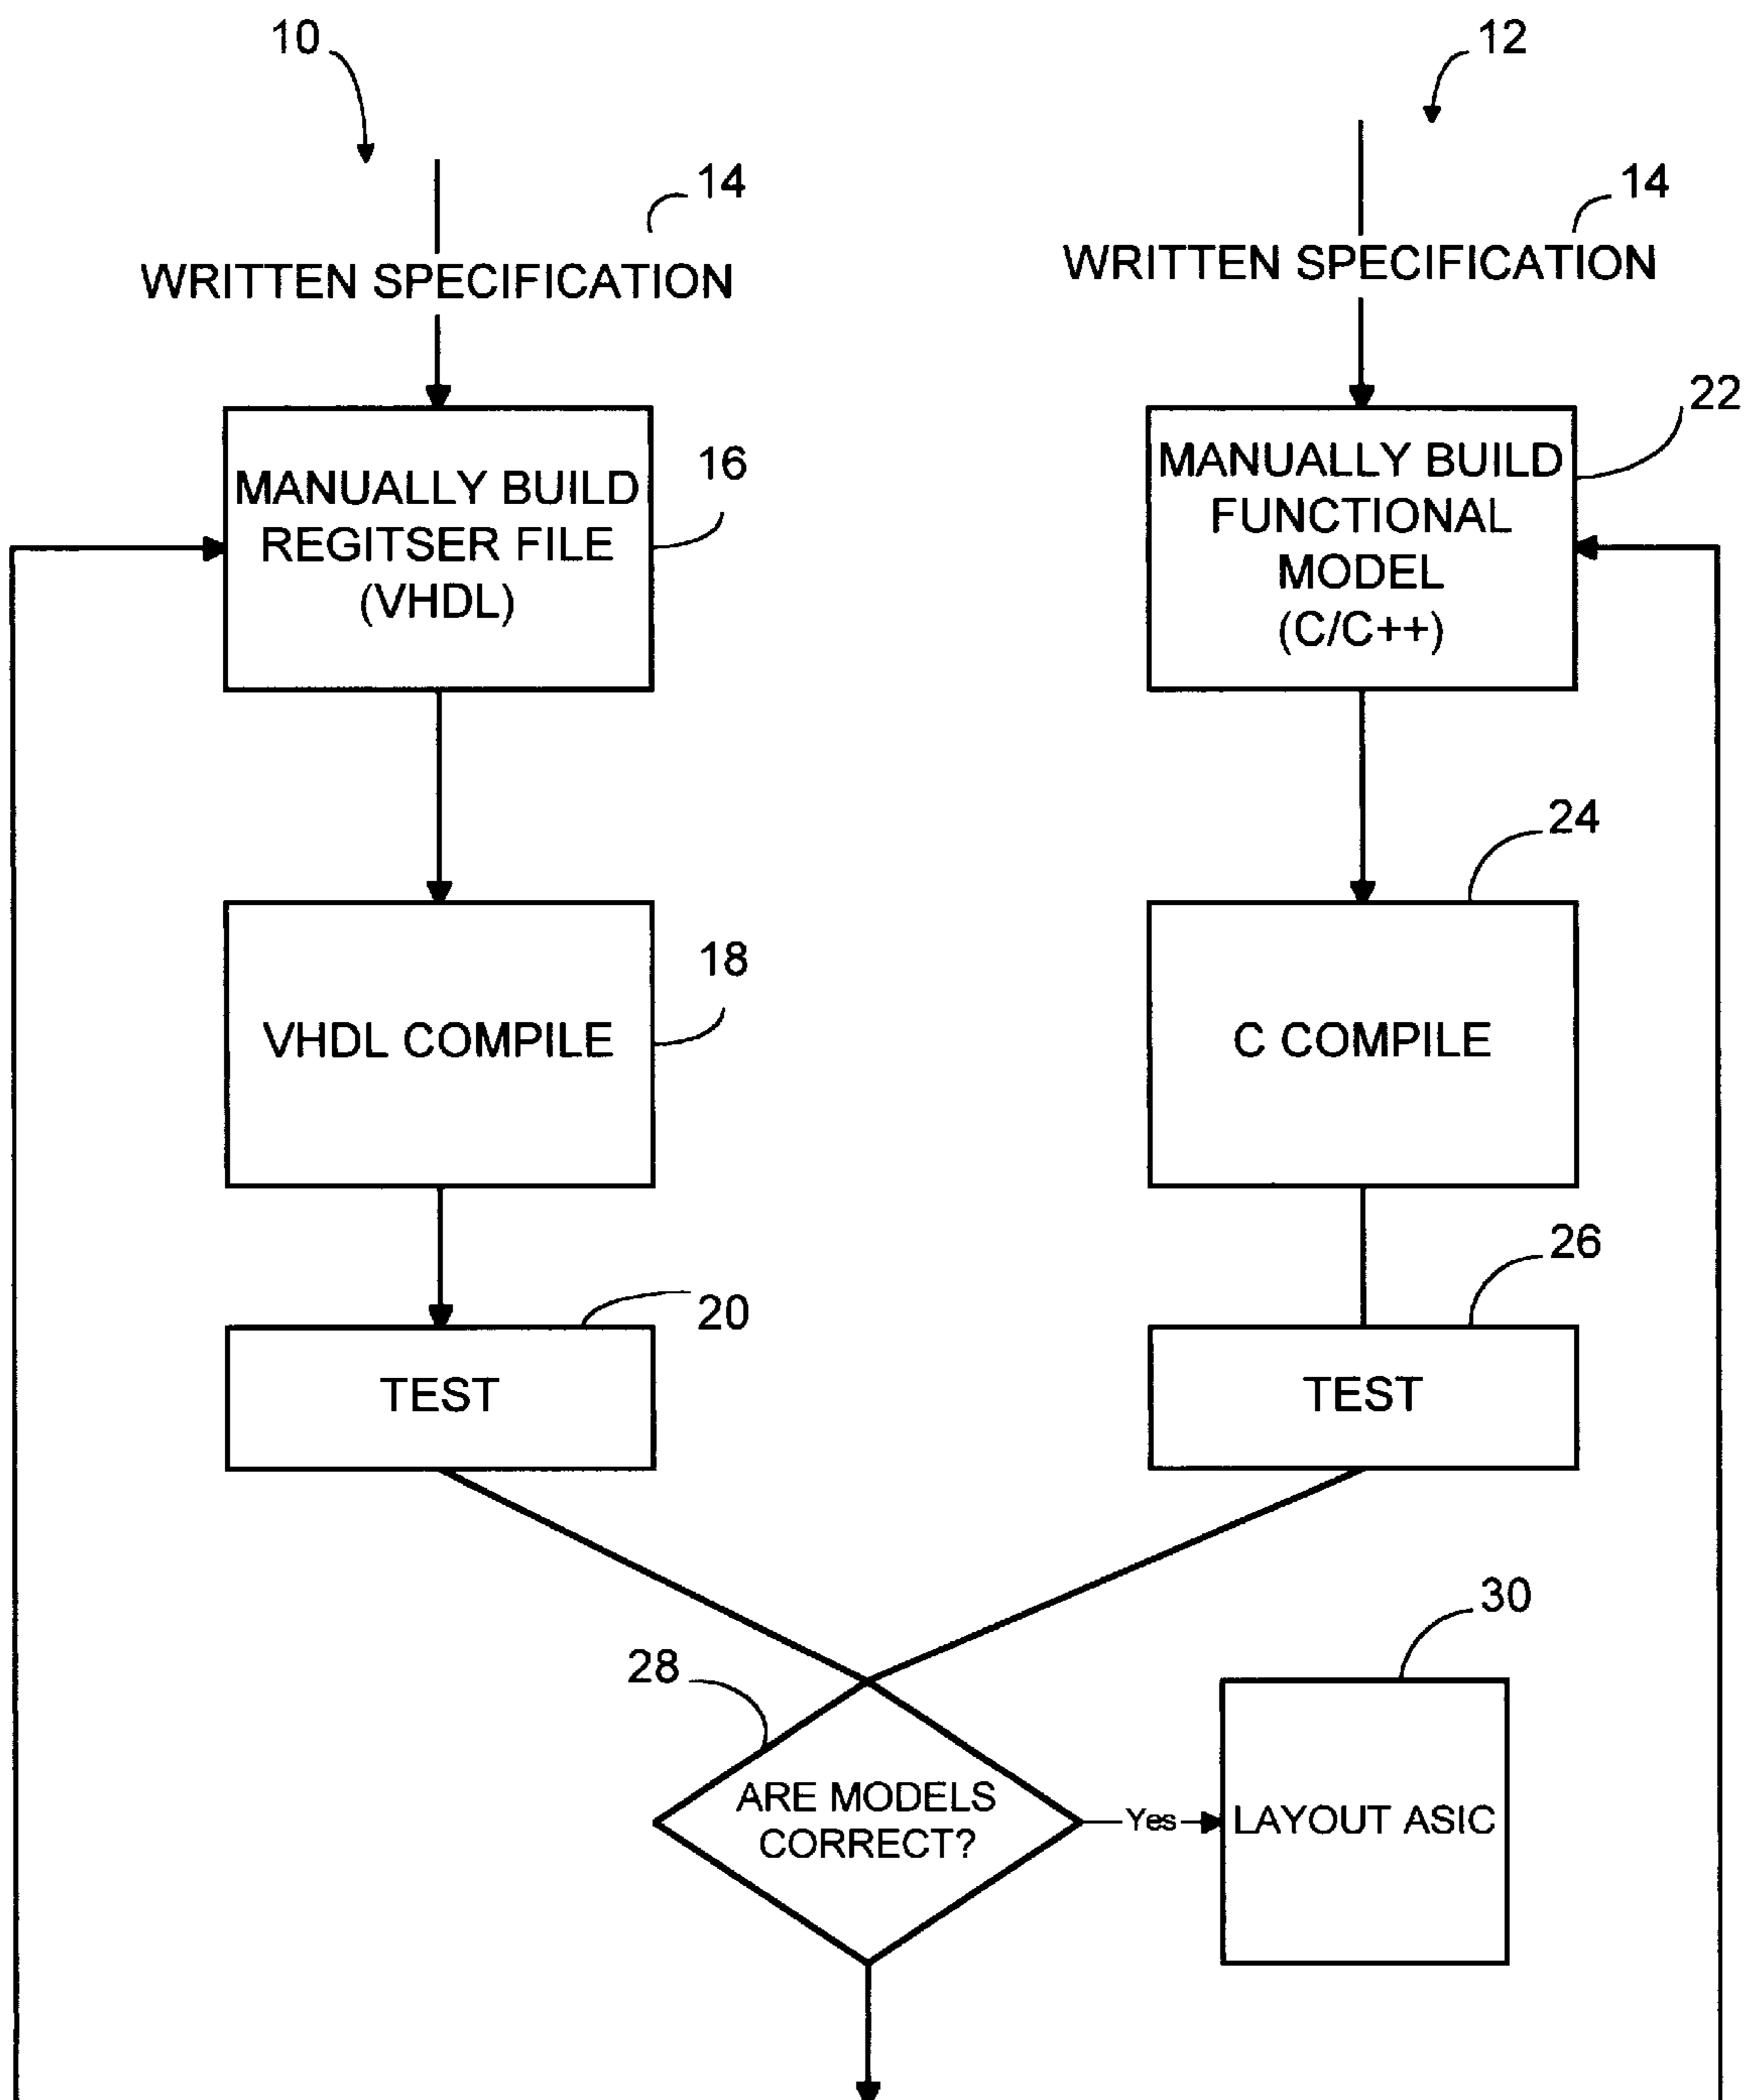 10
12
14
14
WRITTEN SPECIFICATION
WRITTEN SPECIFICATION
22
MANUALLY BUILD
REGITSER FILE
(VHDL)
16
MANUALLY BUILD
FUNCTIONAL
MODEL
(C/C++)
24
18
VHDL COMPILE
C COMPILE
26
20
TEST
TEST
30
28
ARE MODELS
CORRECT?
Yes
LAYOUT ASIC